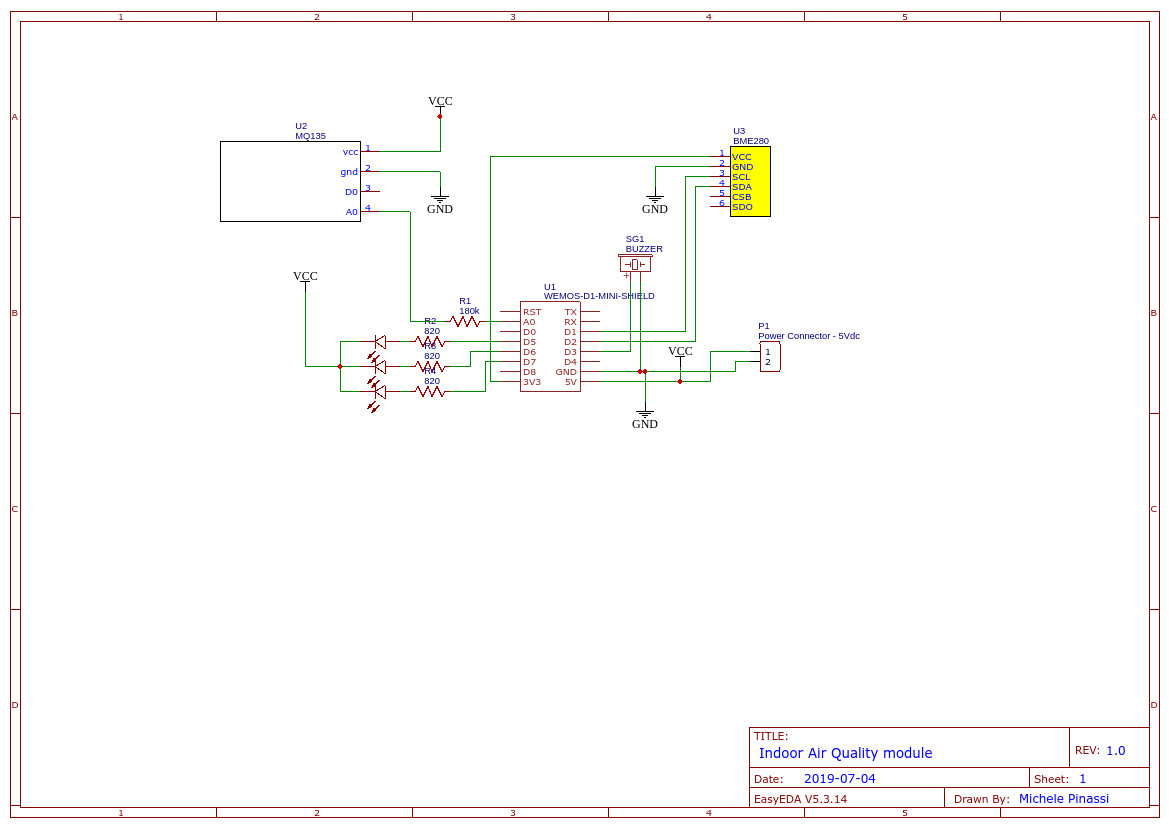 1 2 3 4 5
A A
B B
C C
D D
VCC
U2
MQ135
vcc 1
gnd 2
D0 3
A0 4
GND
U3
BME280
1 VCC
2 GND
3 SCL
4 SDA
5 CSB
6 SDO
GND
SG1
BUZZER
+
VCC
U1
WEMOS-D1-MINI-SHIELD
R1
180k
RST TX
A0 RX
D0 D1
D5 D2
D6 D3
D7 D4
D8 GND
3V3 5V
R2
820
R3
820
R4
820
VCC
P1
Power Connector - 5Vdc
1
2
GND
TITLE:
Indoor Air Quality module
REV: 1.0
Date: 2019-07-04
Sheet: 1
EasyEDA V5.3.14
Drawn By: Michele Pinassi
1 2 3 4 5